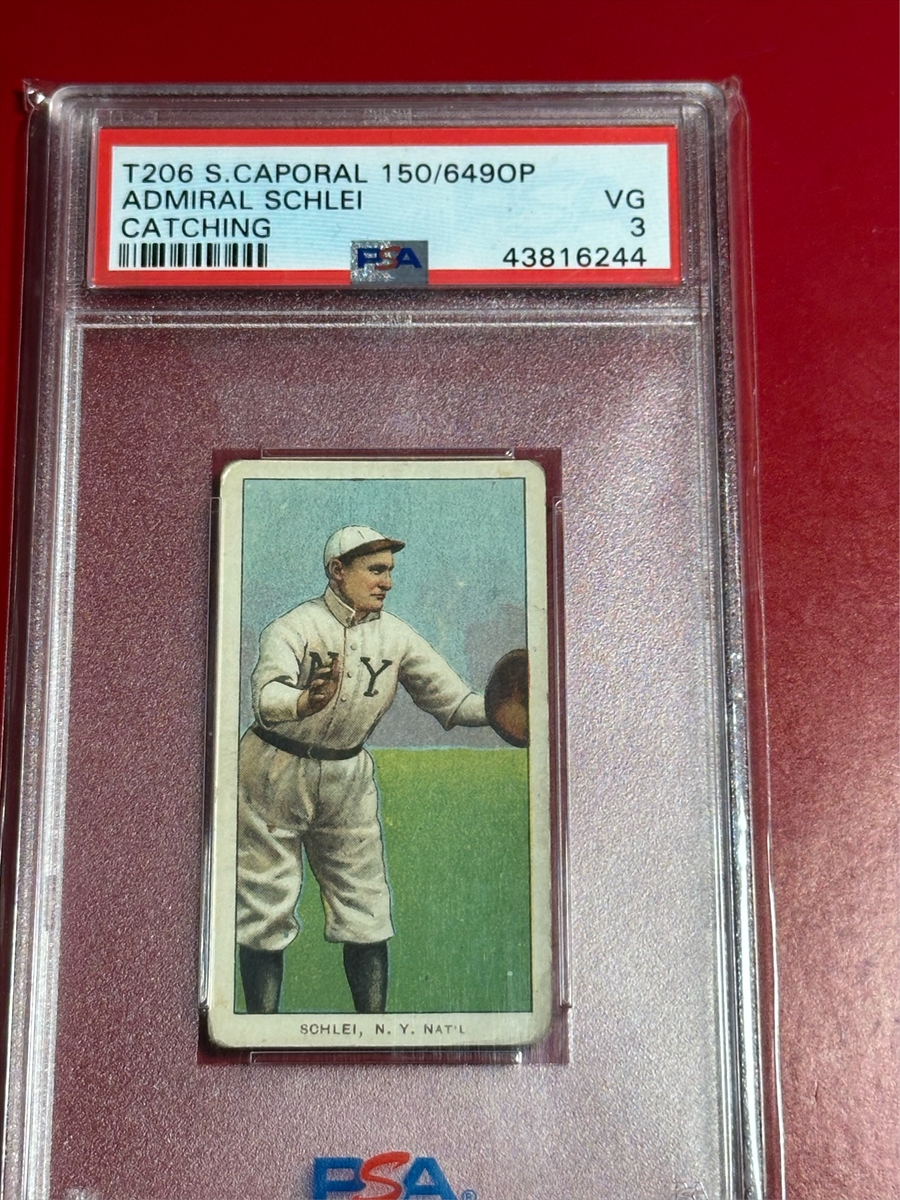 T206 S.CAPORAL 150/649OP
ADMIRAL SCHLEI VG
CATCHING 3
PSA 43816244
N Y
SCHLEI, N. Y. NAT'L
PSA®